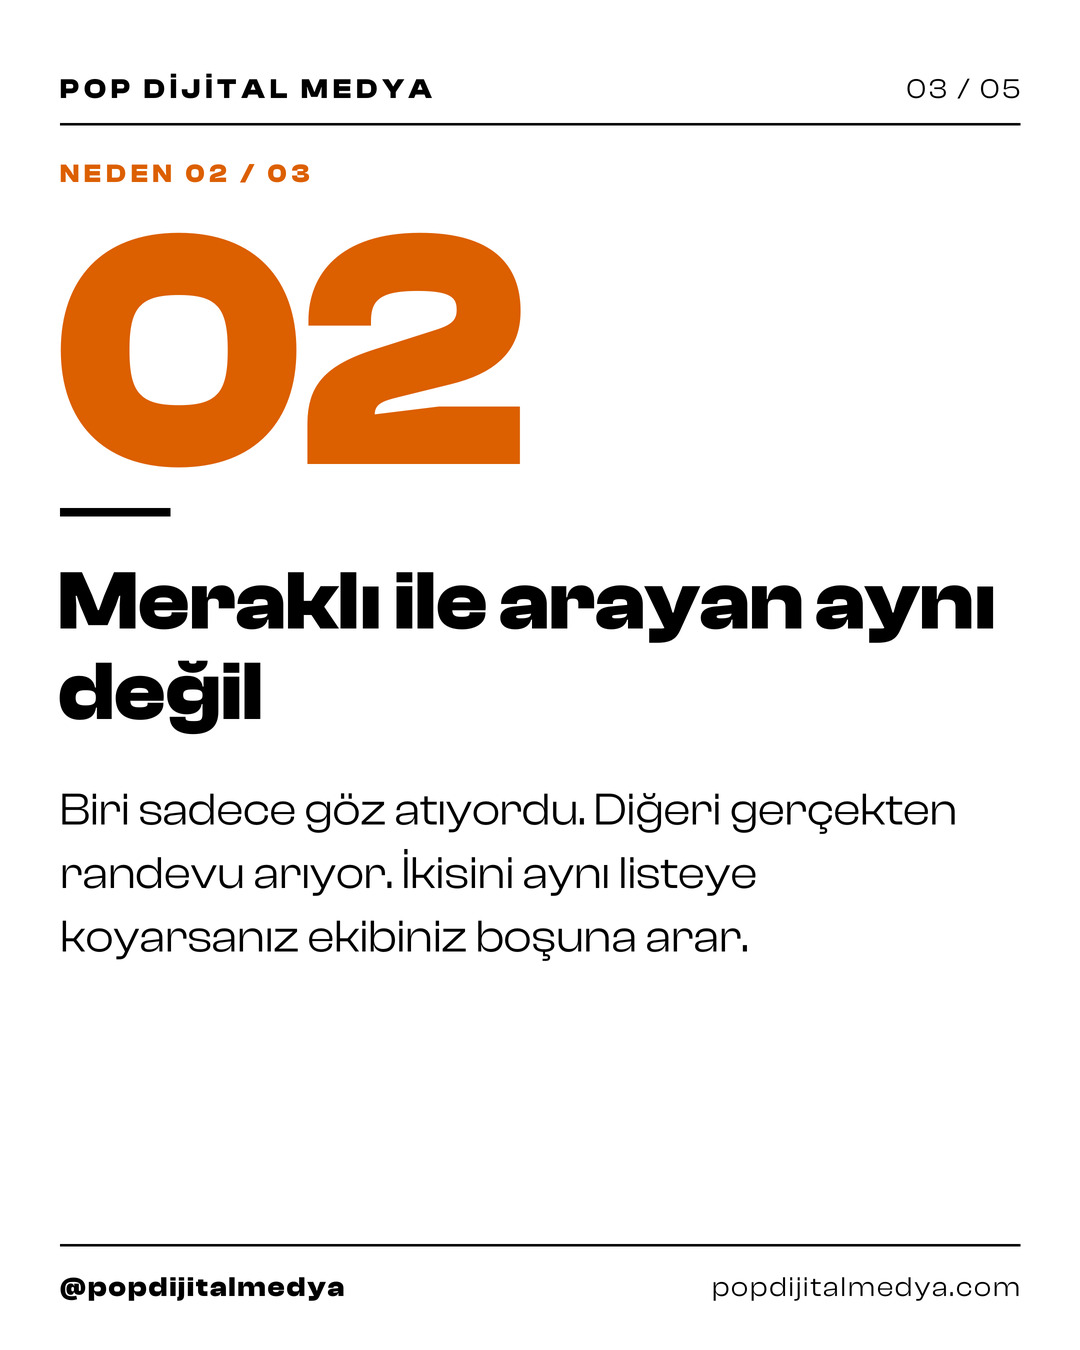 POP DİJİTAL MEDYA
03 / 05
NEDEN 02 / 03
02
Meraklı ile arayan aynı
değil
Biri sadece göz atıyordu. Diğeri gerçekten
randevu arıyor. İkisini aynı listeye
koyarsanız ekibiniz boşuna arar.
@popdijitalmedya
popdijitalmedya.com